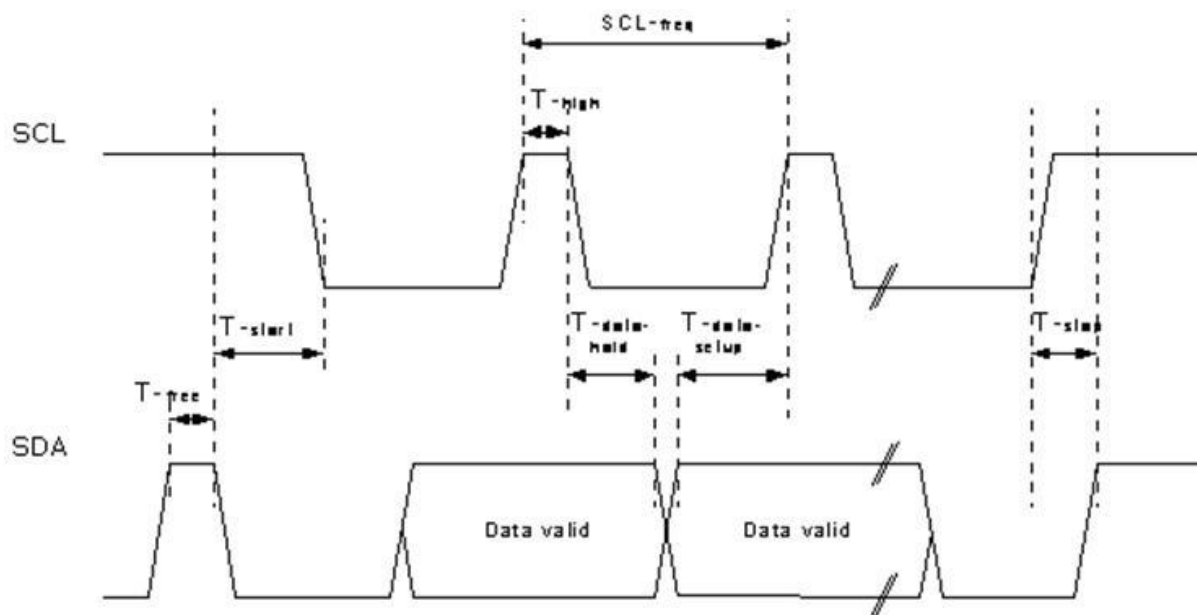 SCL-freq
T-high
SCL
T-start
T-data-
hold
T-data-
setup
T-stop
T-free
SDA
Data valid
Data valid